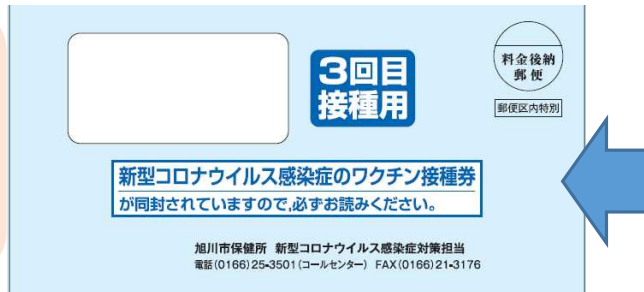 3回目
接種用
料金後納
郵便
郵便区内特別
新型コロナウイルス感染症のワクチン接種券
が同封されていますので,必ずお読みください。
旭川市保健所 新型コロナウイルス感染症対策担当
電話(0166)25-3501(コールセンター) FAX(0166)21-3176